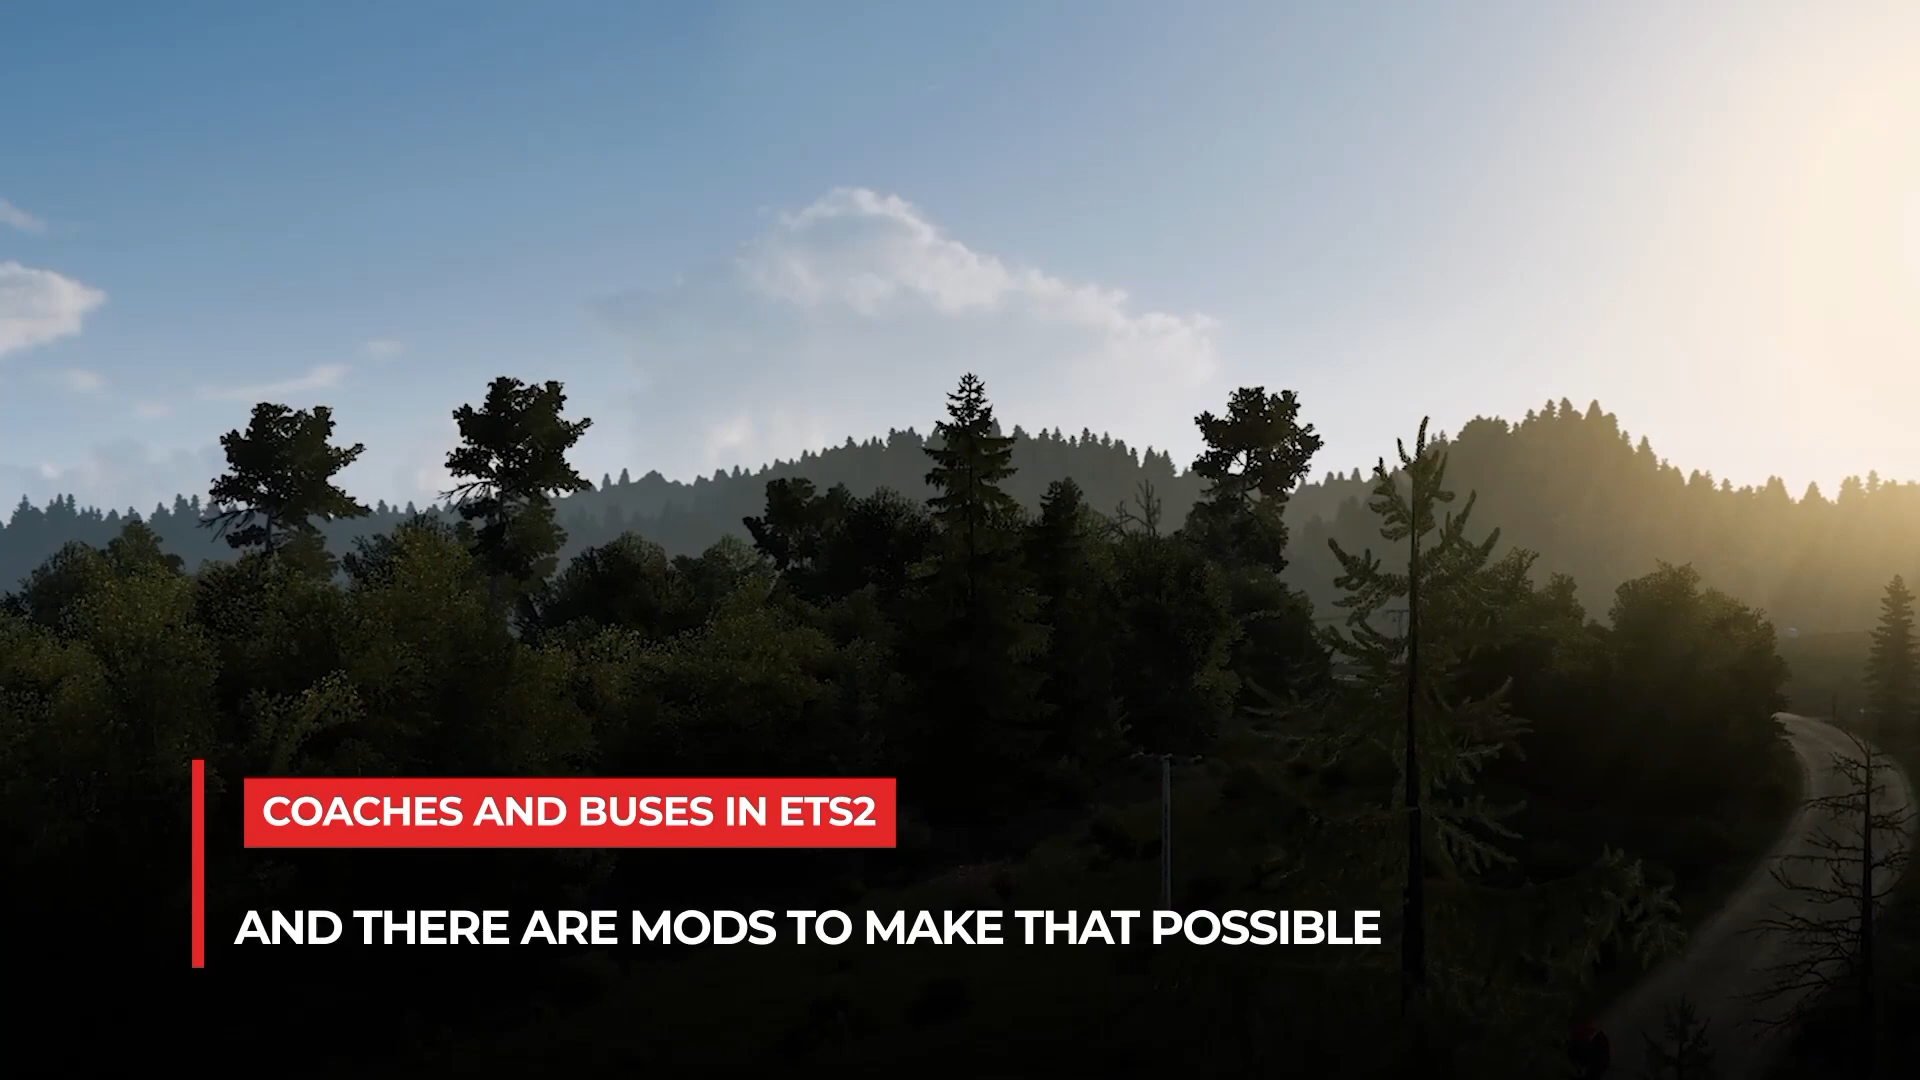 COACHES AND BUSES IN ETS2
AND THERE ARE MODS TO MAKE THAT POSSIBLE